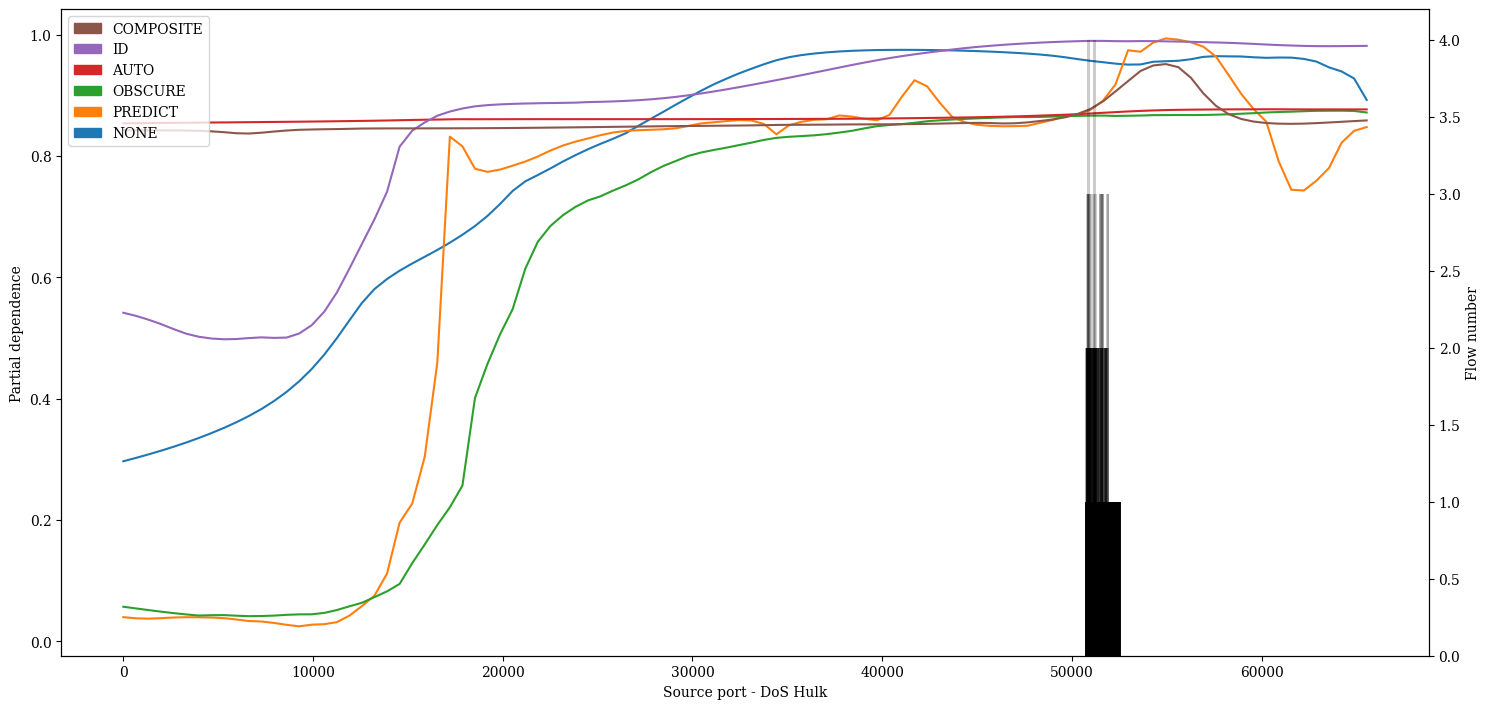 COMPOSITE
ID
AUTO
OBSCURE
PREDICT
NONE
Partial dependence
1.0
0.8
0.6
0.4
0.2
0.0
0
10000
20000
30000
40000
50000
60000
Source port - DoS Hulk
4.0
3.5
3.0
2.5
2.0
1.5
1.0
0.5
0.0
Flow number